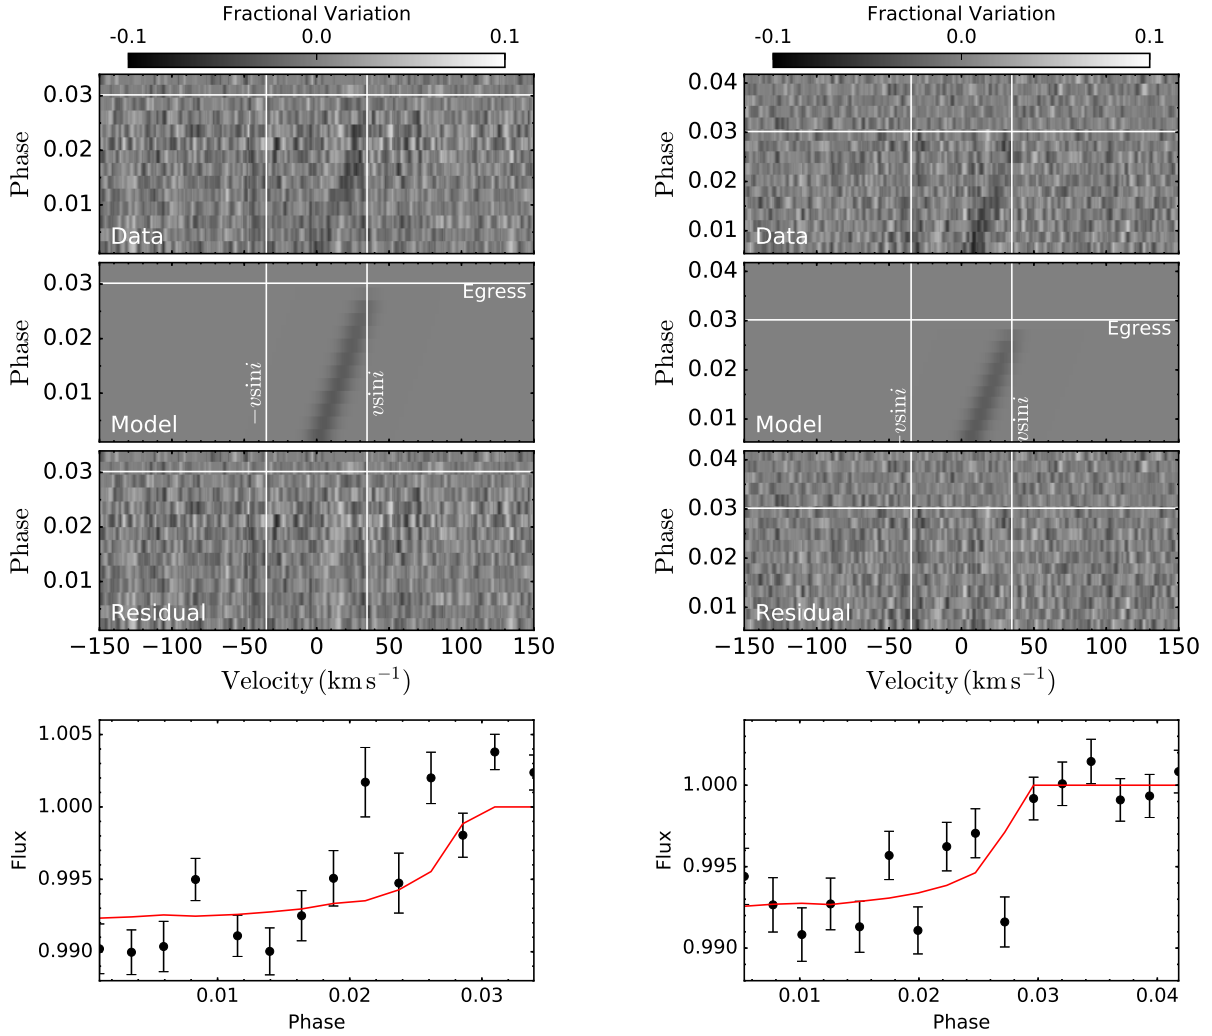 Fractional Variation
-0.1 0.0 0.1
0.03
0.02
0.01
Phase
Data
0.03
0.02
0.01
Phase
Egress
−vsini
vsini
Model
0.03
0.02
0.01
Phase
Residual
−150 −100 −50 0 50 100 150
Velocity (km s⁻¹)
1.005
1.000
0.995
0.990
Flux
0.01 0.02 0.03
Phase
Fractional Variation
-0.1 0.0 0.1
0.04
0.03
0.02
0.01
Phase
Data
0.04
0.03
0.02
0.01
Phase
Egress
−vsini
vsini
Model
0.04
0.03
0.02
0.01
Phase
Residual
−150 −100 −50 0 50 100 150
Velocity (km s⁻¹)
1.000
0.995
0.990
Flux
0.01 0.02 0.03 0.04
Phase